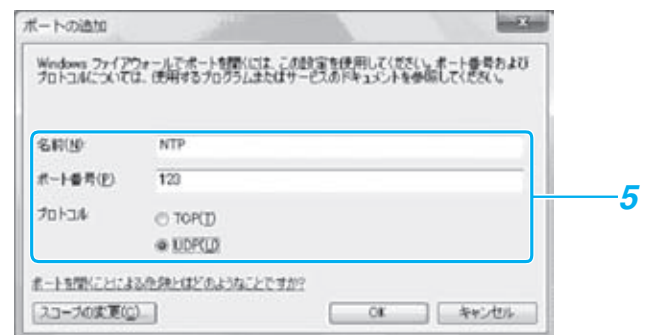 ポートの追加
Windows ファイアウォールでポートを開くには、この設定を使用してください。ポート番号および
プロトコルについては、使用するプログラムまたはサービスのドキュメントを参照してください。
名前(N): NTP
ポート番号(P): 123
プロトコル: TCP(T)
UDP(U)
5
ポートを開くことによる危険とはどのようなことですか?
スコープの変更(C)... OK キャンセル